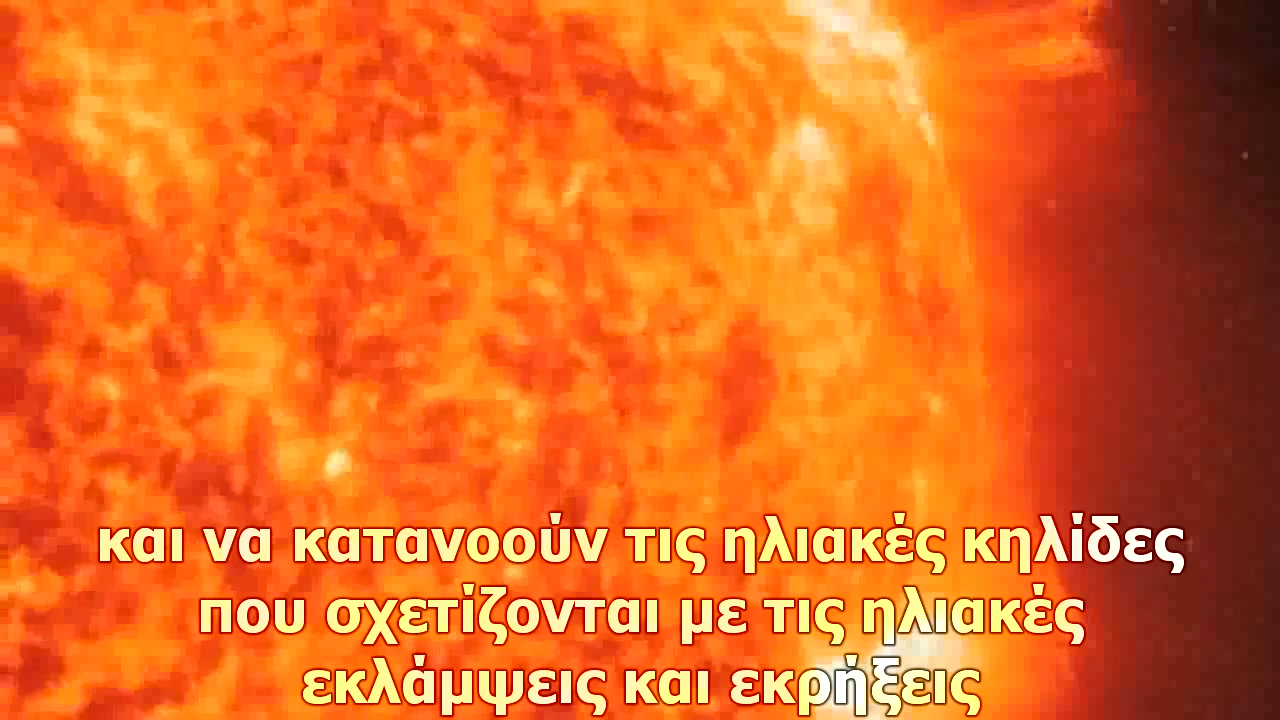 και να κατανοούν τις ηλιακές κηλίδες
που σχετίζονται με τις ηλιακές
εκλάμψεις και εκρήξεις